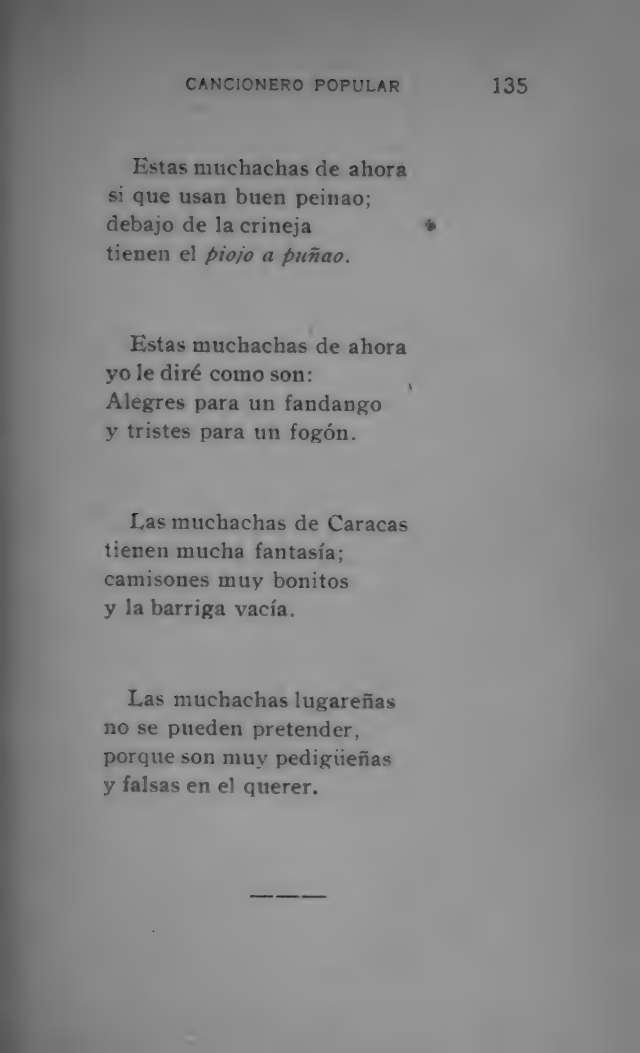 CANCIONERO POPULAR 135
Estas muchachas de ahora
si que usan buen peinao;
debajo de la crineja
tienen el piojo a puñao.
Estas muchachas de ahora
yo le diré como son:
Alegres para un fandango
y tristes para un fogón.
Las muchachas de Caracas
tienen mucha fantasía;
camisones muy bonitos
y la barriga vacía.
Las muchachas lugareñas
no se pueden pretender,
porque son muy pedigüeñas
y falsas en el querer.